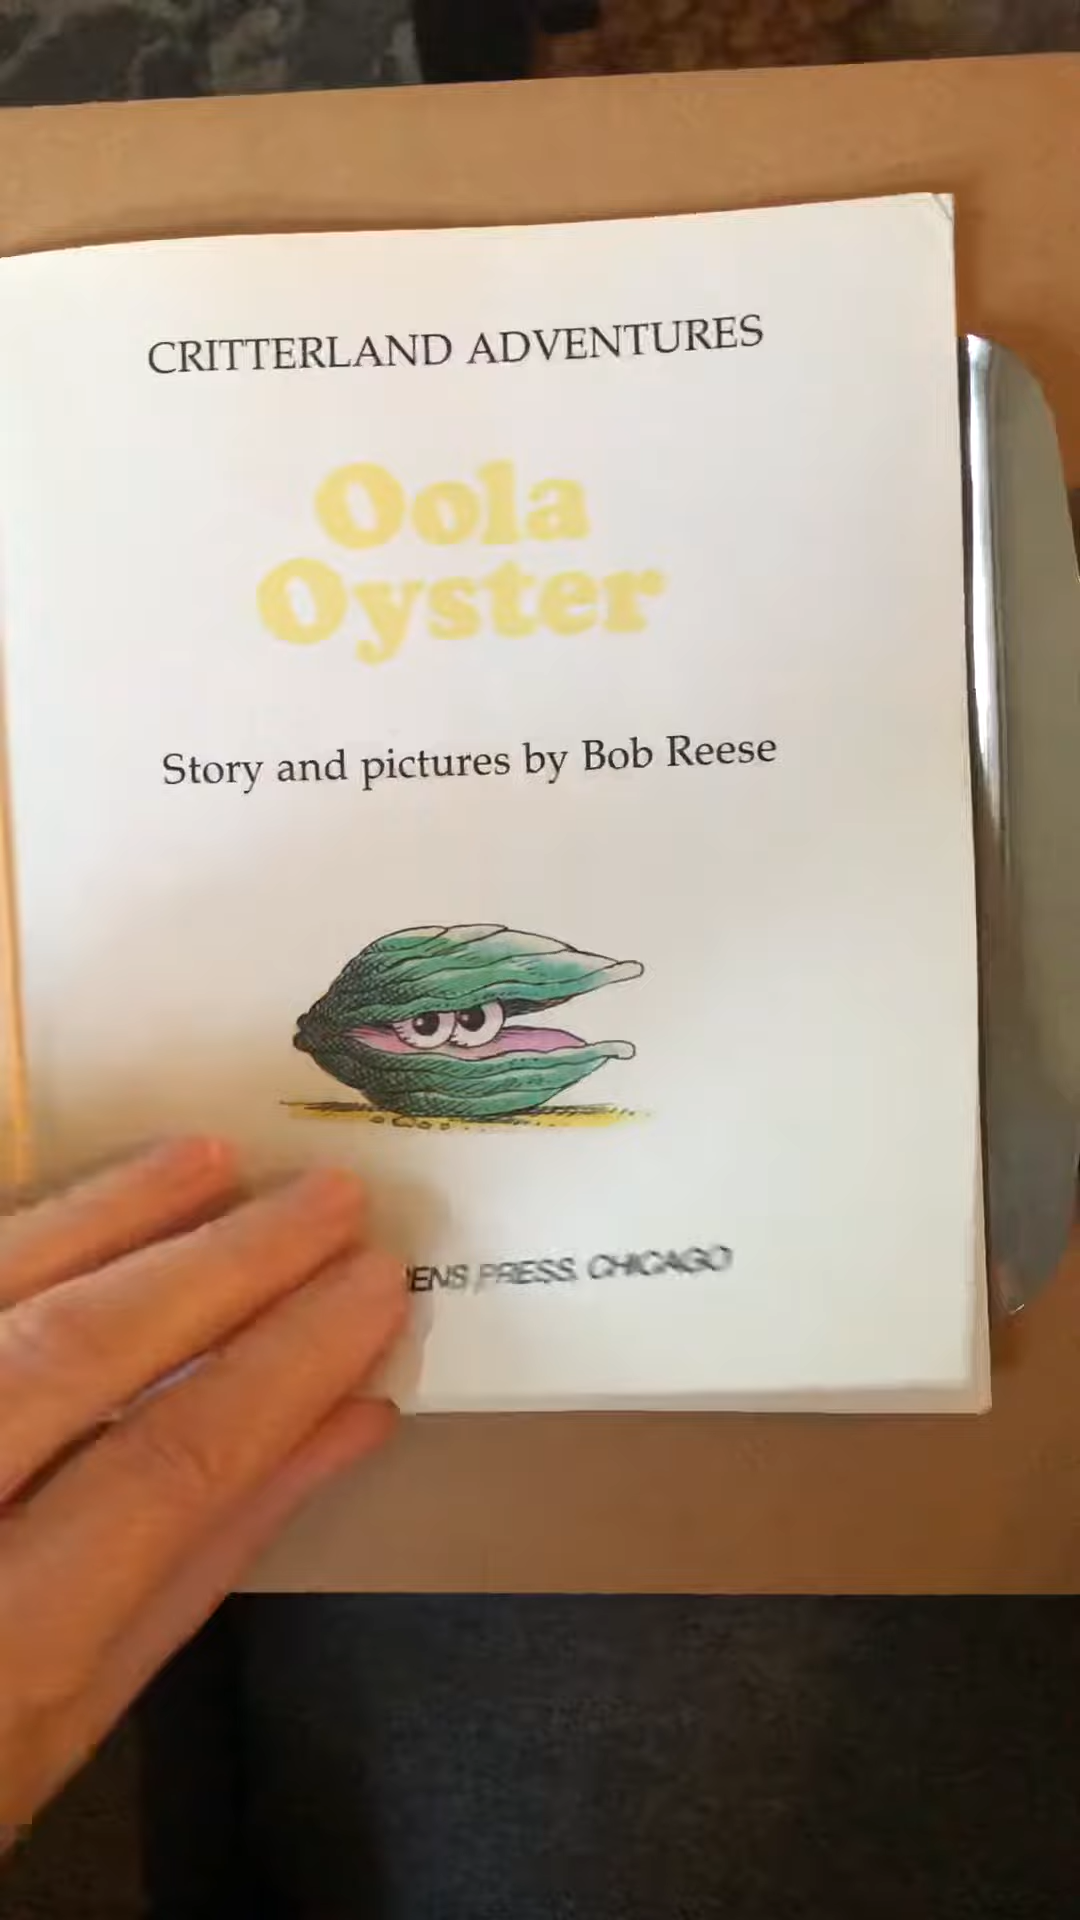 CRITTERLAND ADVENTURES
Oola
Oyster
Story and pictures by Bob Reese
PRESS, CHICAGO